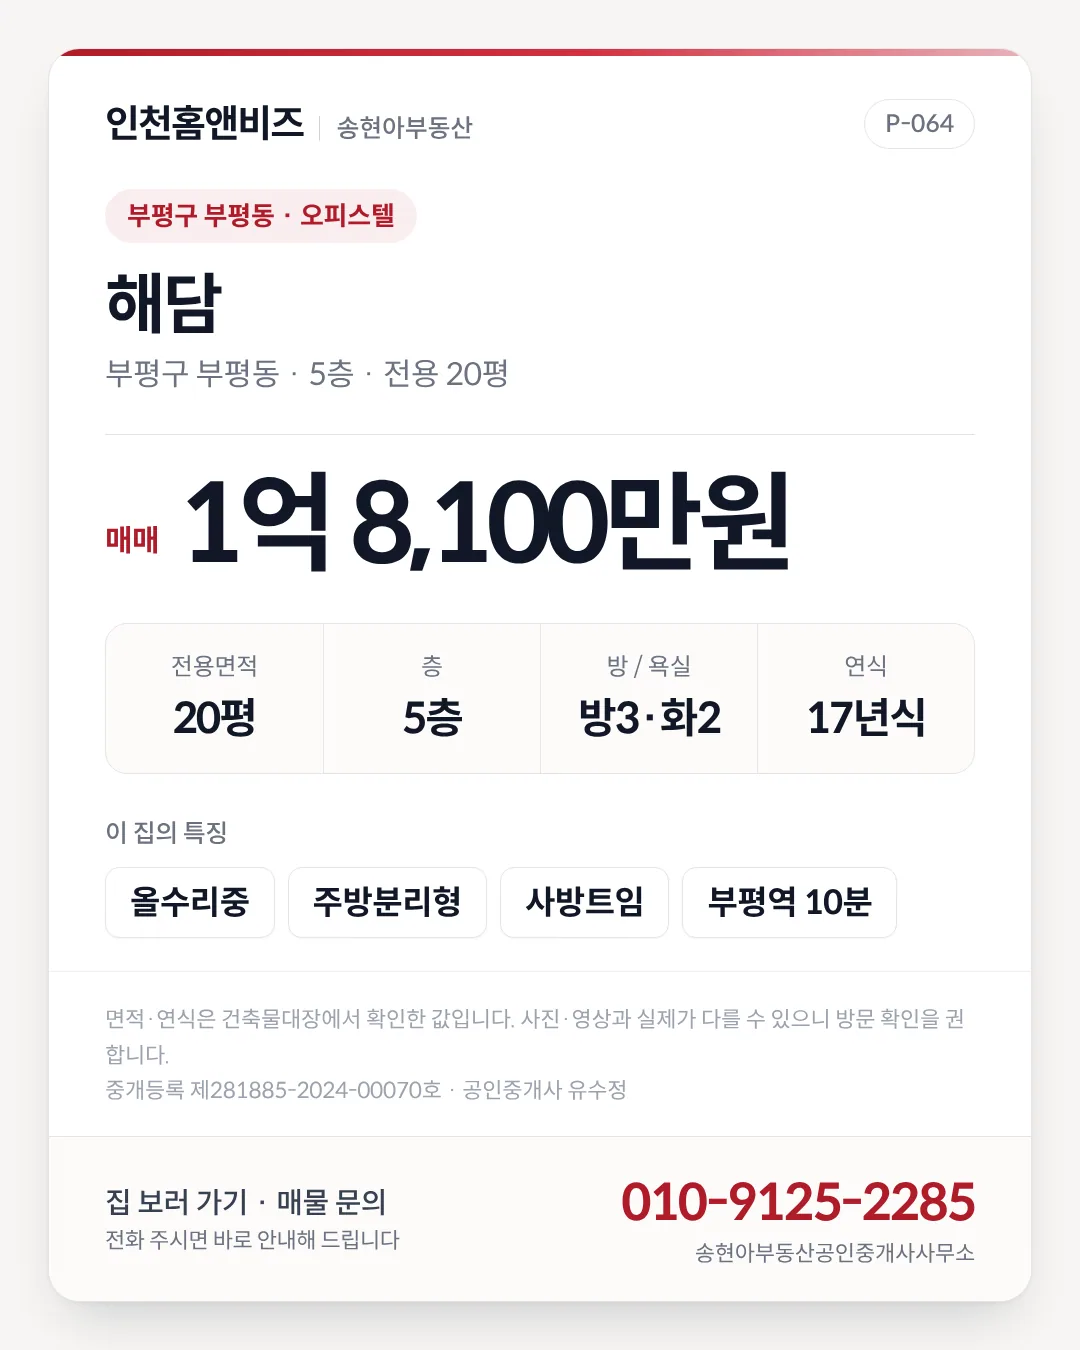 인천홈앤비즈 송현아부동산 P-064
부평구 부평동 · 오피스텔
해담
부평구 부평동 · 5층 · 전용 20평
매매 1억 8,100만원
전용면적 층 방 / 욕실 연식
20평 5층 방3·화2 17년식
이 집의 특징
올수리중 주방분리형 사방트임 부평역 10분
면적·연식은 건축물대장에서 확인한 값입니다. 사진·영상과 실제가 다를 수 있으니 방문 확인을 권
합니다.
중개등록 제281885-2024-00070호 · 공인중개사 유수정
집 보러 가기 · 매물 문의 010-9125-2285
전화 주시면 바로 안내해 드립니다 송현아부동산공인중개사사무소